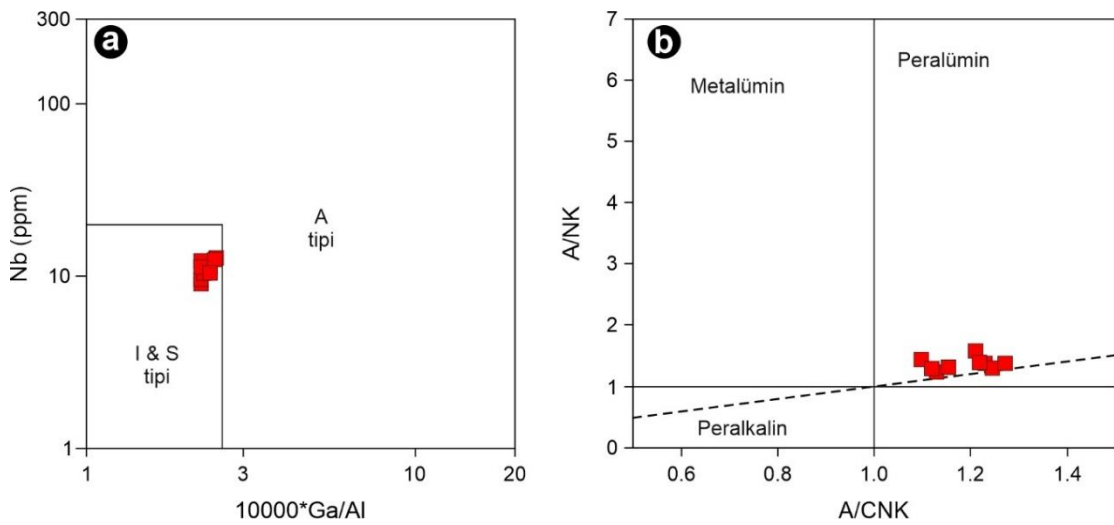 a
300
100
10
1
Nb (ppm)
A
tipi
I & S
tipi
1
3
10
20
10000*Ga/Al
b
7
6
5
4
3
2
1
0
A/NK
Metalümin
Peralümin
Peralkalin
0.6
0.8
1.0
1.2
1.4
A/CNK